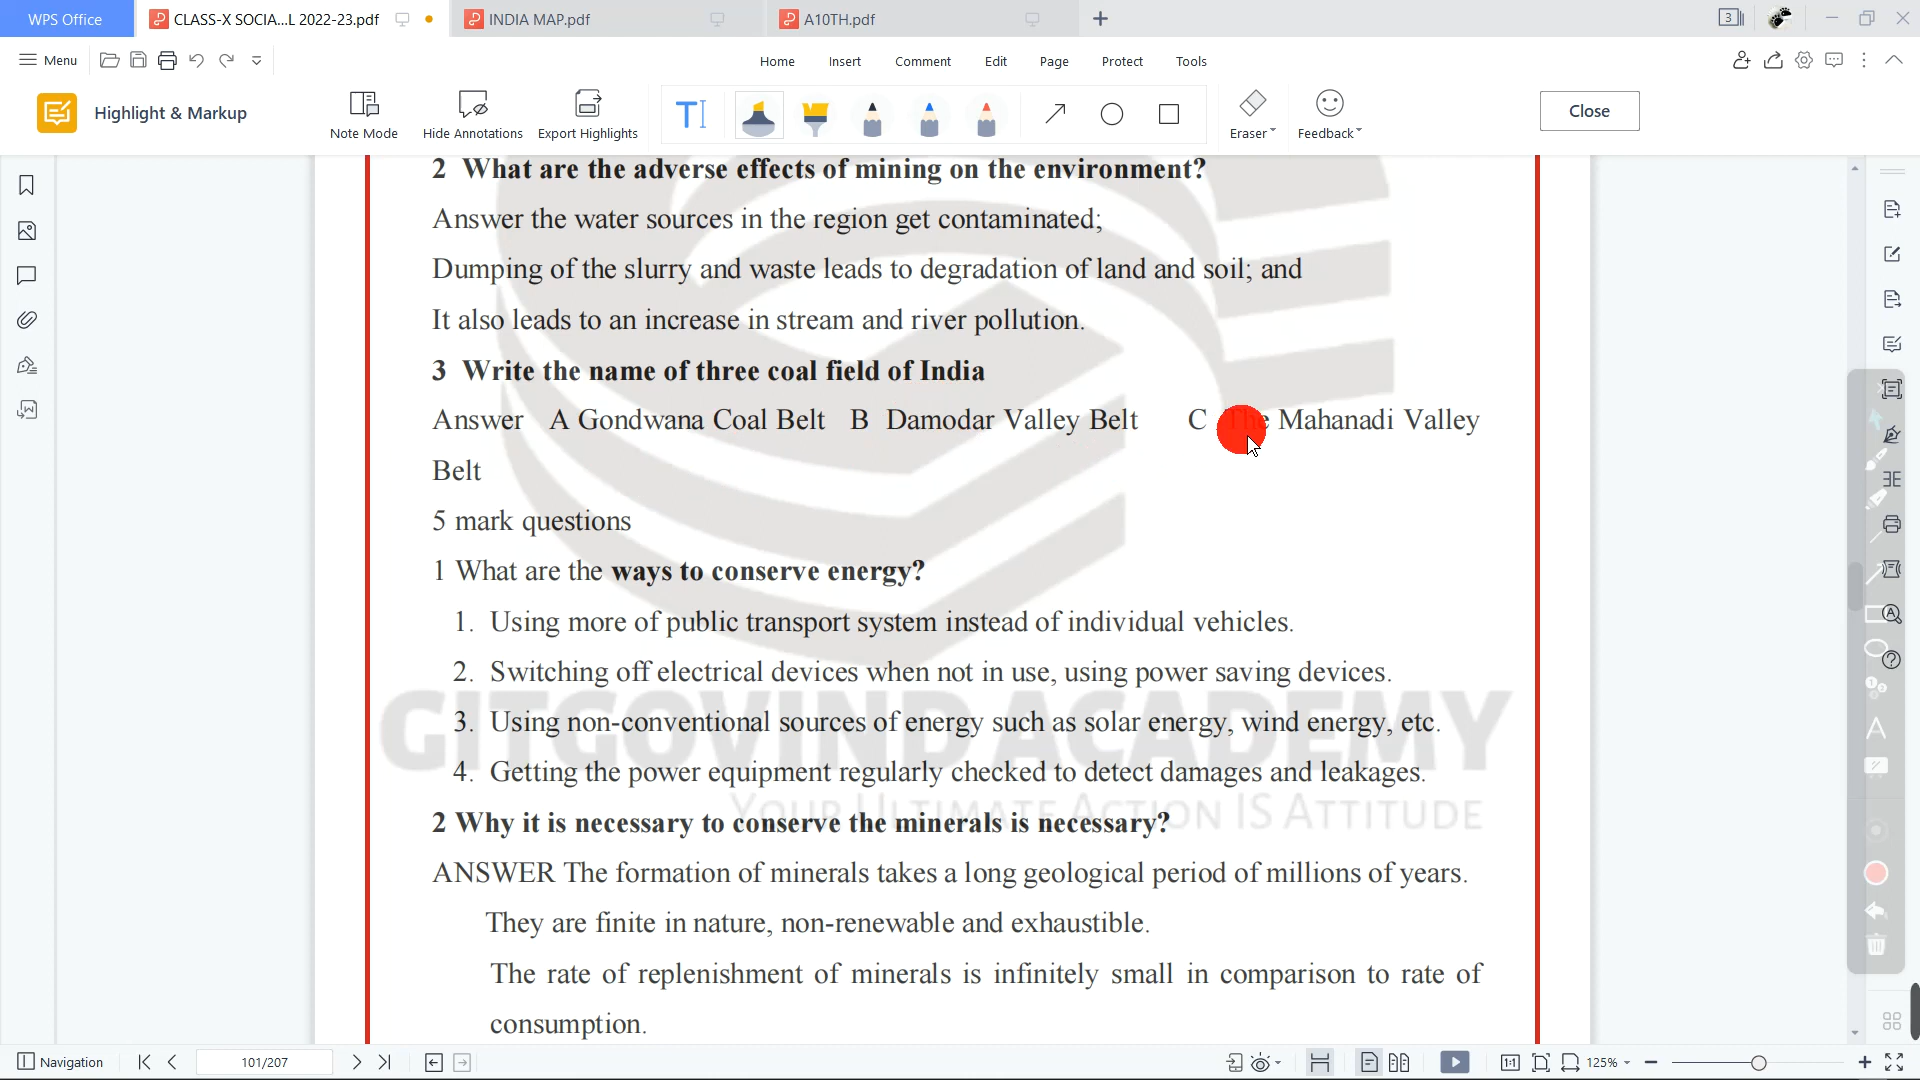 WPS Office
CLASS-X SOCIA...L 2022-23.pdf
INDIA MAP.pdf
A10TH.pdf
3
Menu
Home Insert Comment Edit Page Protect Tools
Highlight & Markup
Note Mode Hide Annotations Export Highlights Eraser Feedback
Close
2 What are the adverse effects of mining on the environment?
Answer the water sources in the region get contaminated;
Dumping of the slurry and waste leads to degradation of land and soil; and
It also leads to an increase in stream and river pollution.
3 Write the name of three coal field of India
Answer A Gondwana Coal Belt B Damodar Valley Belt C The Mahanadi Valley
Belt
5 mark questions
1 What are the ways to conserve energy?
1. Using more of public transport system instead of individual vehicles.
2. Switching off electrical devices when not in use, using power saving devices.
3. Using non-conventional sources of energy such as solar energy, wind energy, etc.
GITGOVIND ACADEMY
4. Getting the power equipment regularly checked to detect damages and leakages.
YOUR ULTIMATE ACTION IS ATTITUDE
2 Why it is necessary to conserve the minerals is necessary?
ANSWER The formation of minerals takes a long geological period of millions of years.
They are finite in nature, non-renewable and exhaustible.
The rate of replenishment of minerals is infinitely small in comparison to rate of
consumption.
Navigation
101/207
125%